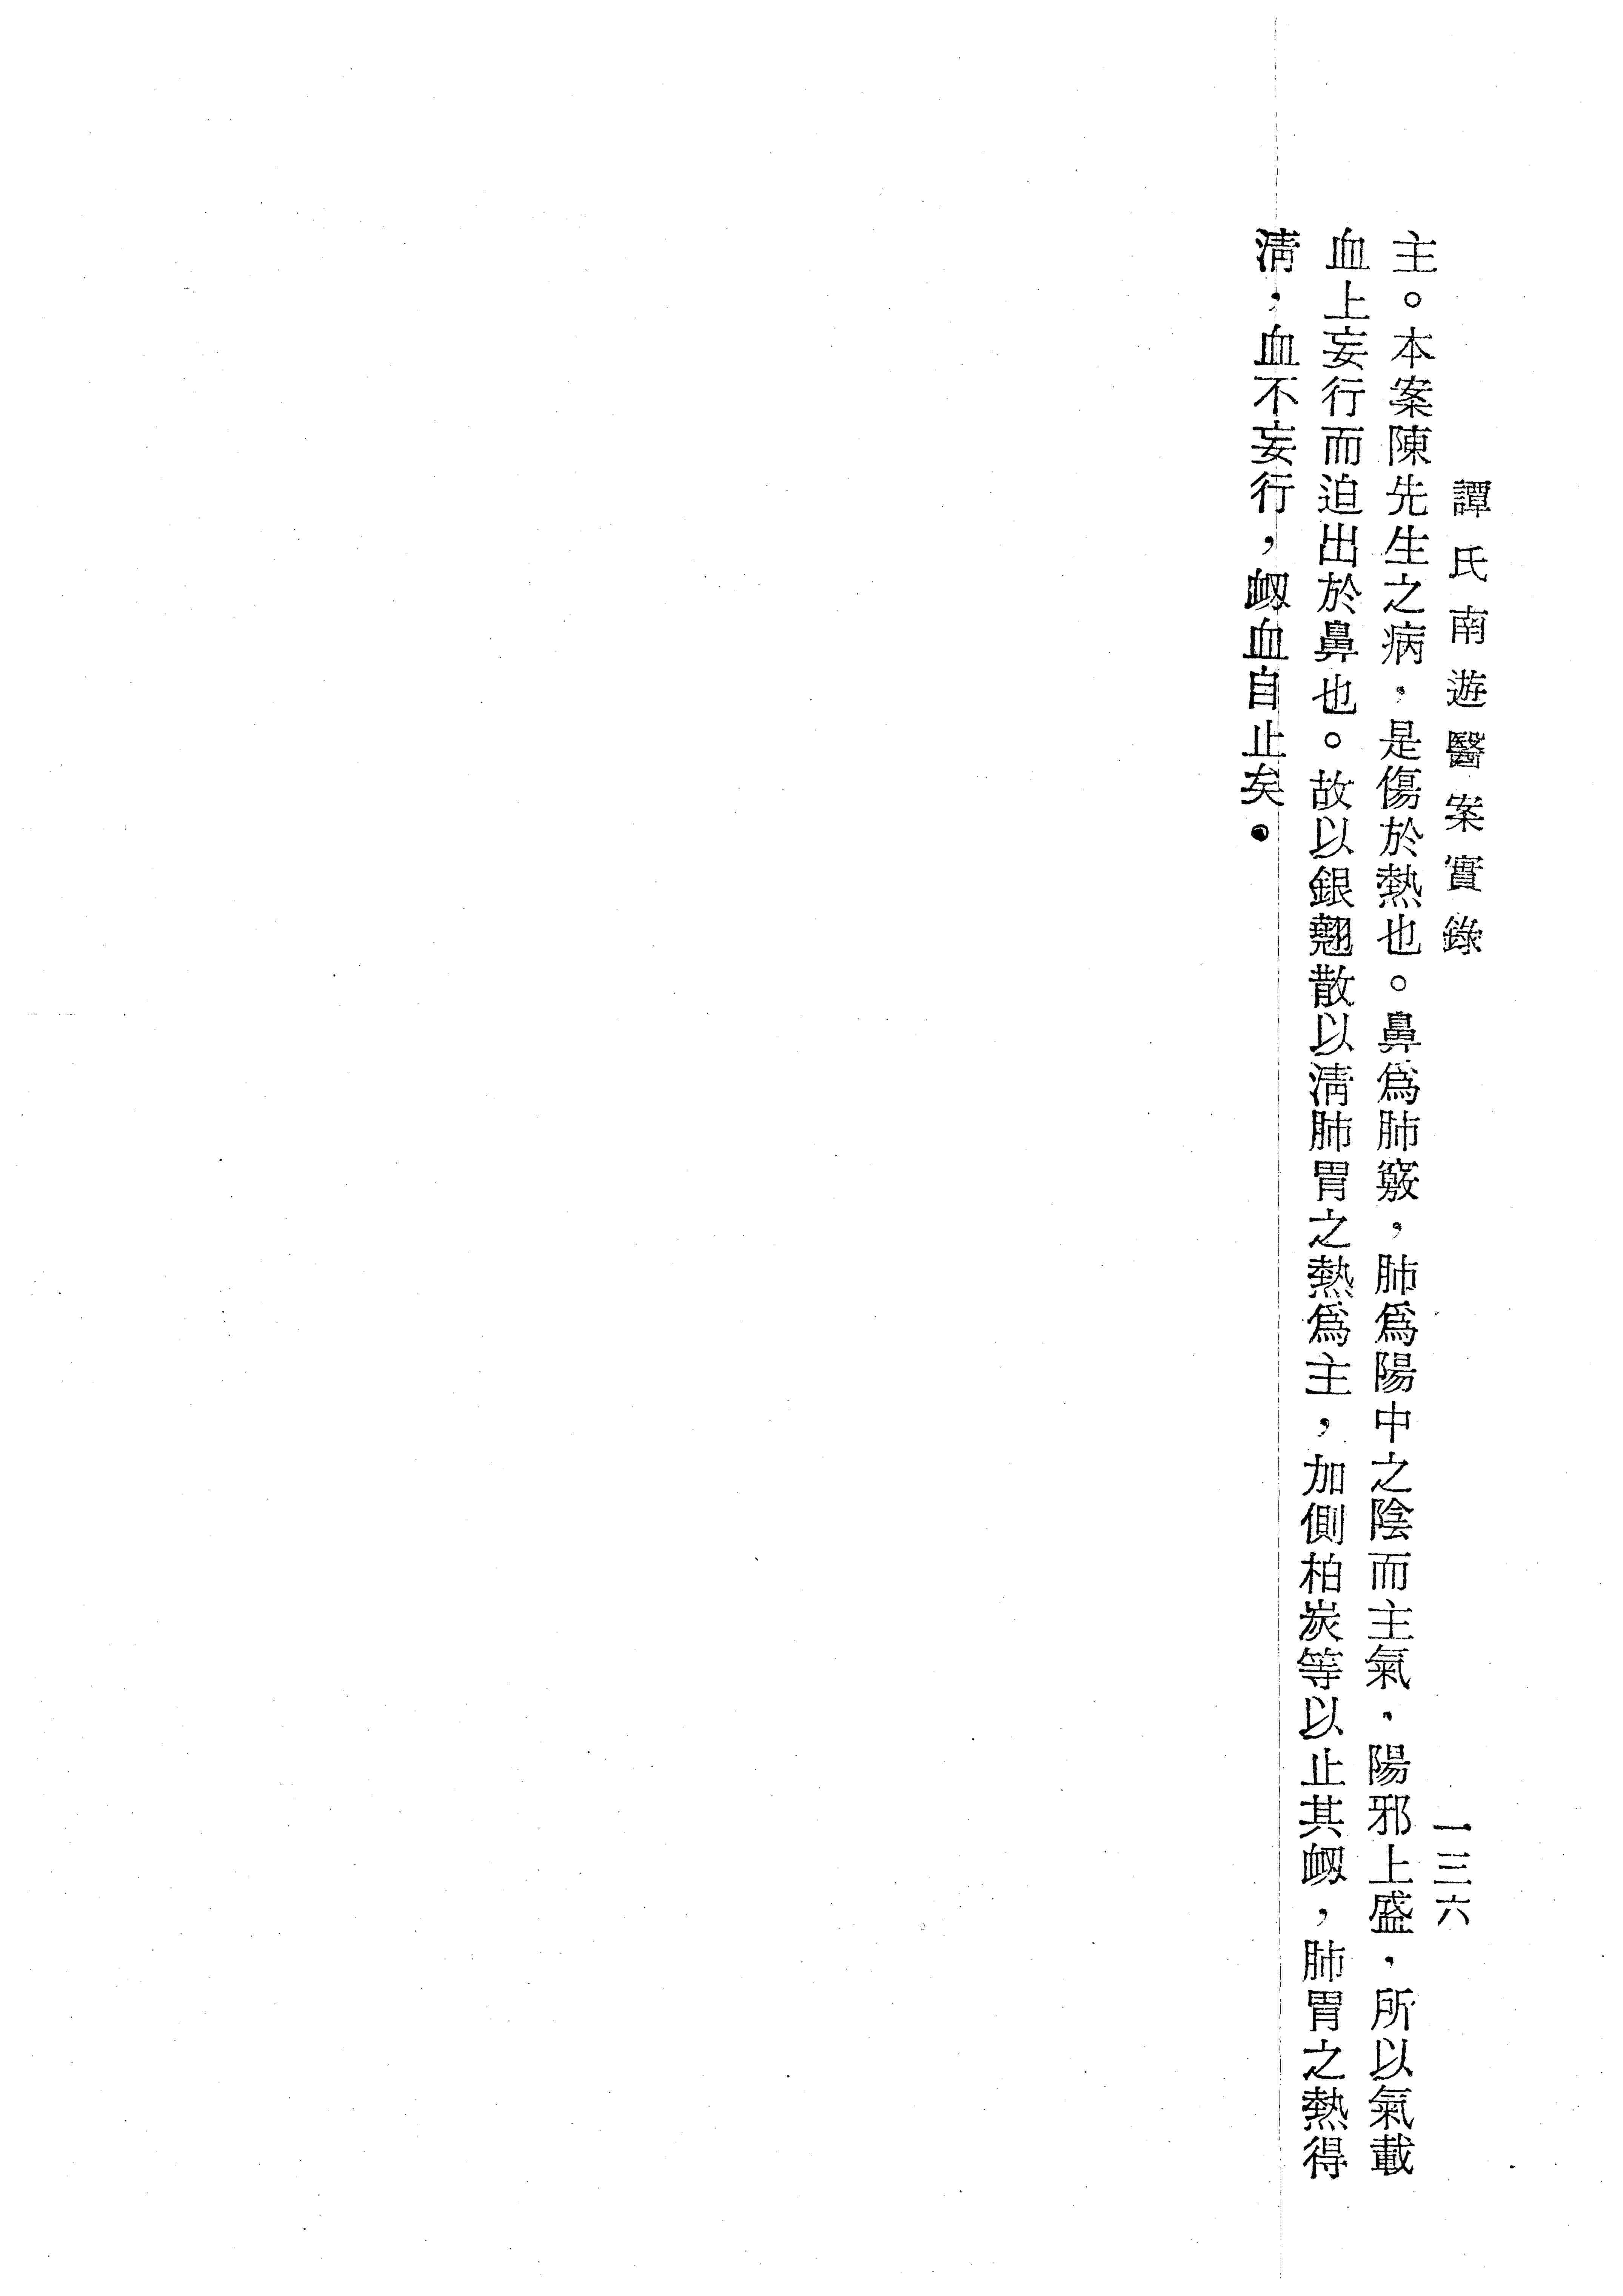 譚氏南遊醫案實錄
一三六
主。本案陳先生之病,是傷於熱也。鼻爲肺竅,肺爲陽中之陰而主氣,陽邪上盛,所以氣載
血上妄行而迫出於鼻也。故以銀翹散以淸肺胃之熱爲主,加側柏炭等以止其衂,肺胃之熱得
淸,血不妄行,衂血自止矣。